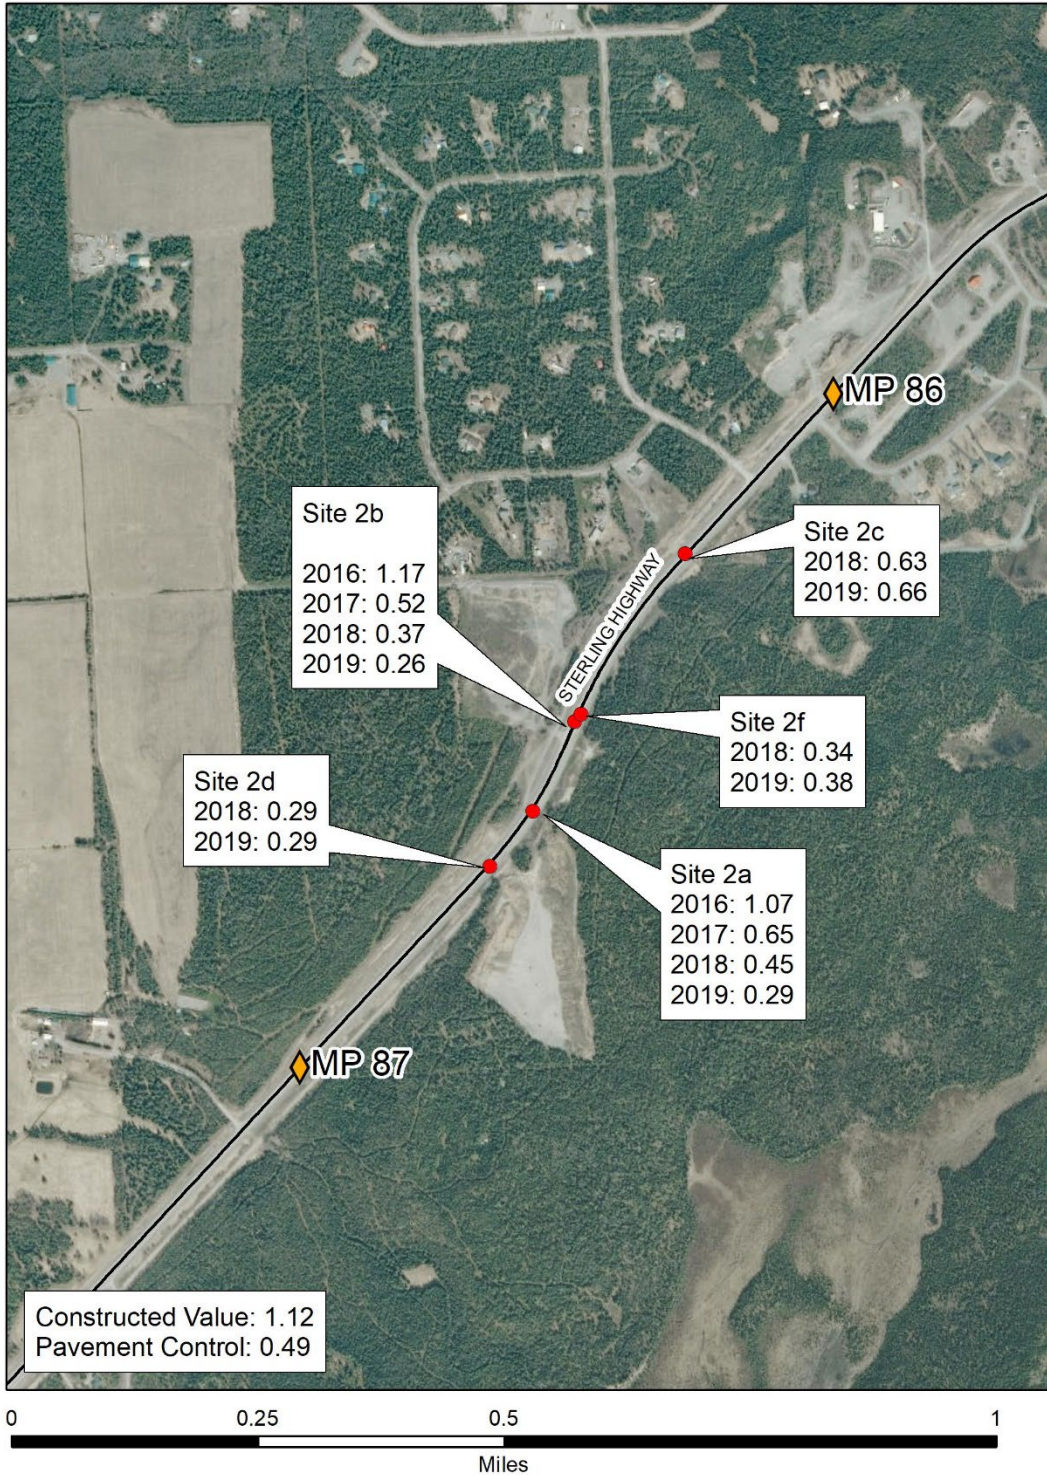 MP 86
Site 2b
2016: 1.17
2017: 0.52
2018: 0.37
2019: 0.26
Site 2c
2018: 0.63
2019: 0.66
STERLING HIGHWAY
Site 2f
2018: 0.34
2019: 0.38
Site 2d
2018: 0.29
2019: 0.29
Site 2a
2016: 1.07
2017: 0.65
2018: 0.45
2019: 0.29
MP 87
Constructed Value: 1.12
Pavement Control: 0.49
0 0.25 0.5 1
Miles